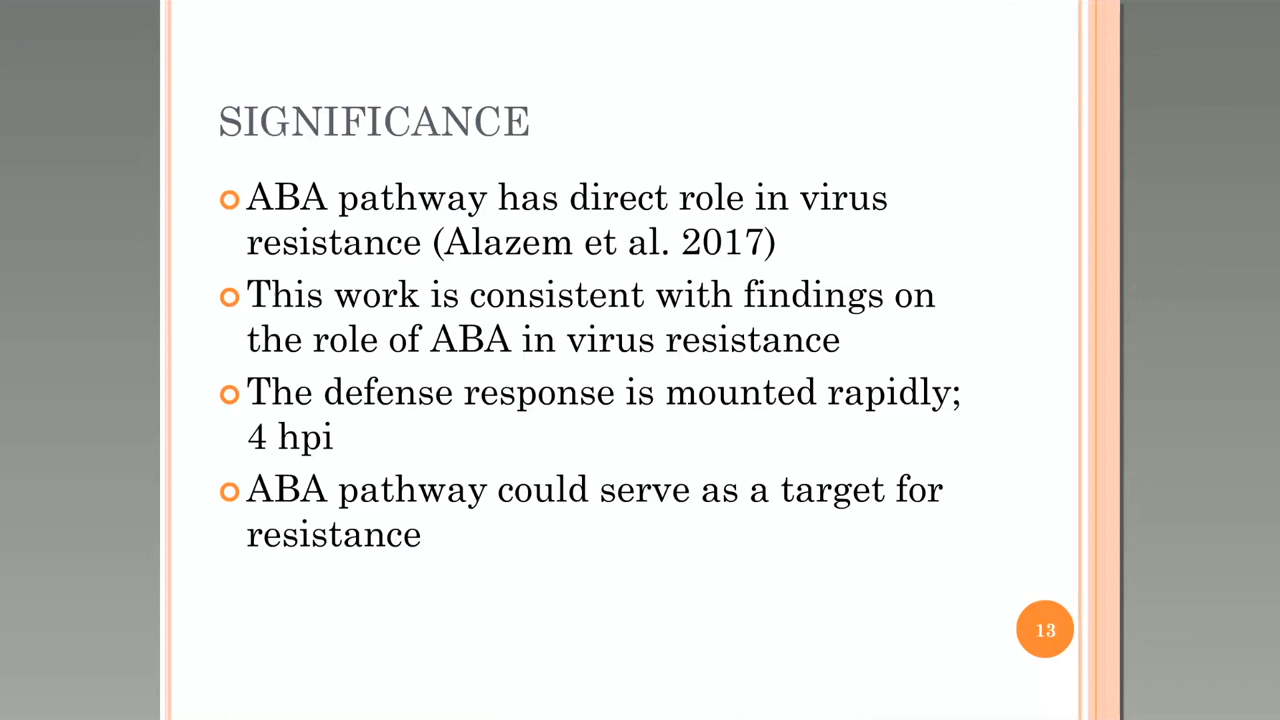 SIGNIFICANCE
ABA pathway has direct role in virus
resistance (Alazem et al. 2017)
This work is consistent with findings on
the role of ABA in virus resistance
The defense response is mounted rapidly;
4 hpi
ABA pathway could serve as a target for
resistance
13